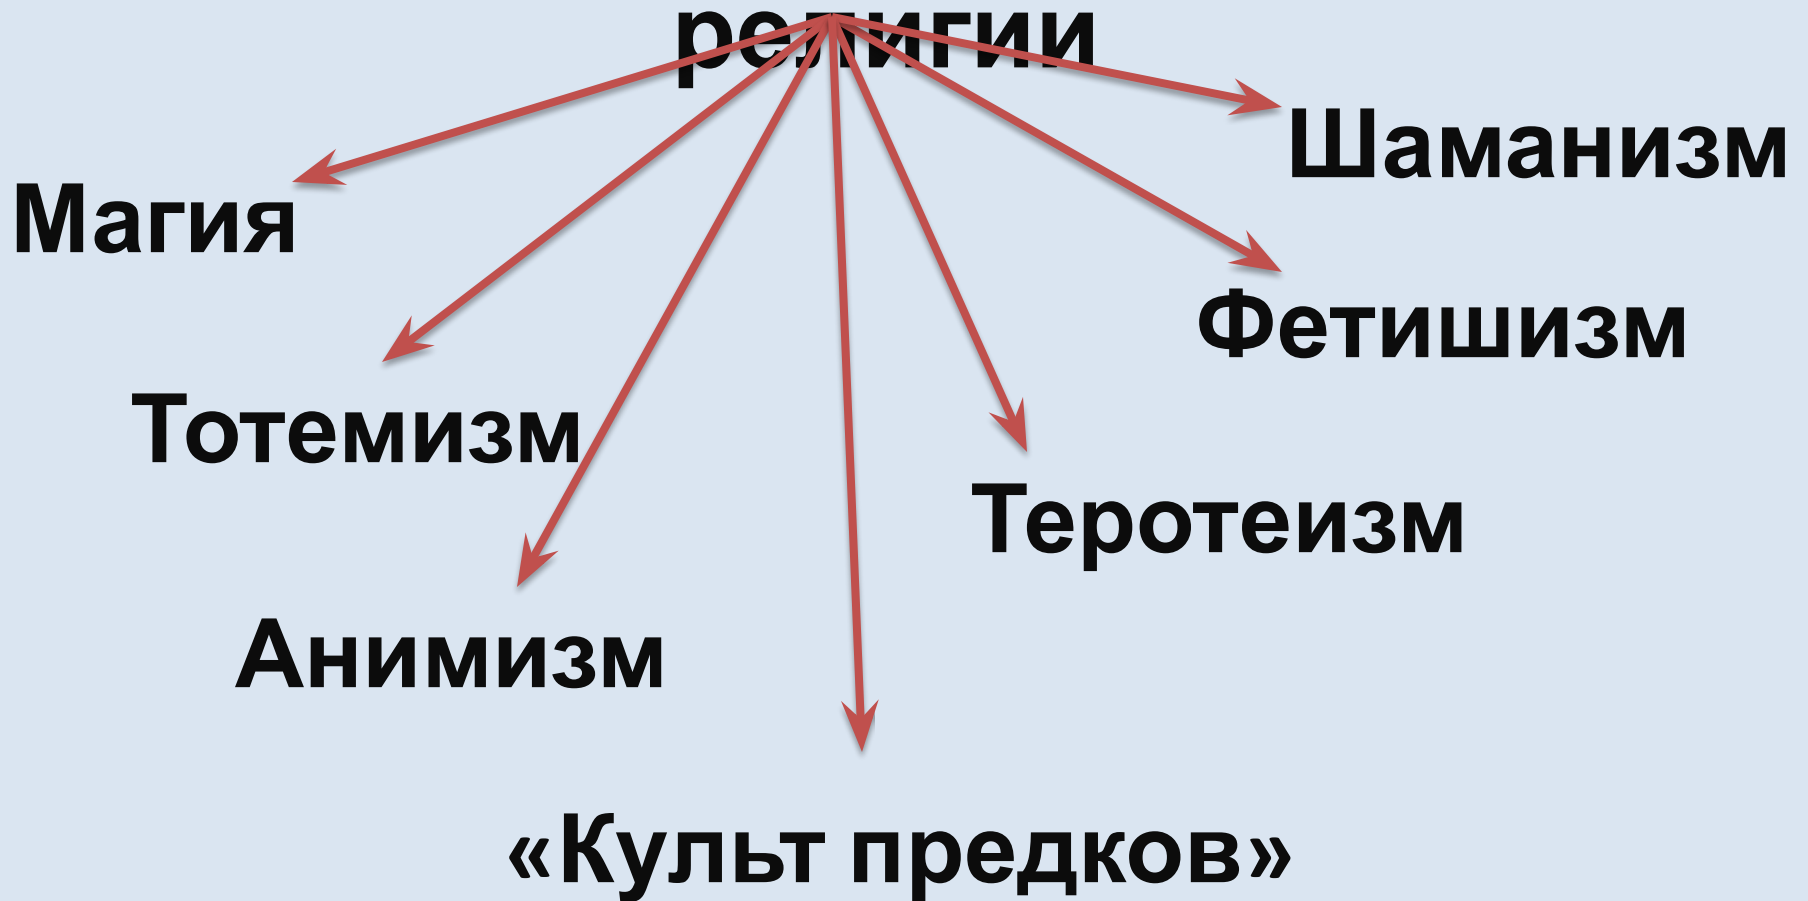 религии
Шаманизм
Магия
Фетишизм
Тотемизм
Теротеизм
Анимизм
«Культ предков»